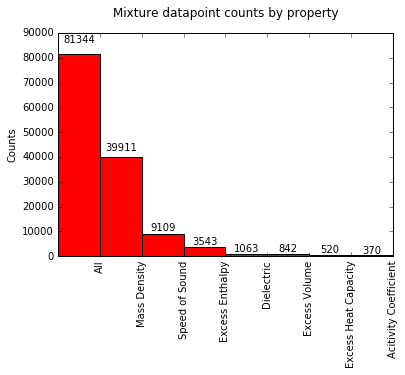 Mixture datapoint counts by property
90000
80000
70000
60000
50000
40000
30000
20000
10000
0
Counts
81344
39911
9109
3543
1063
842
520
370
All
Mass Density
Speed of Sound
Excess Enthalpy
Dielectric
Excess Volume
Excess Heat Capacity
Acitivity Coefficient